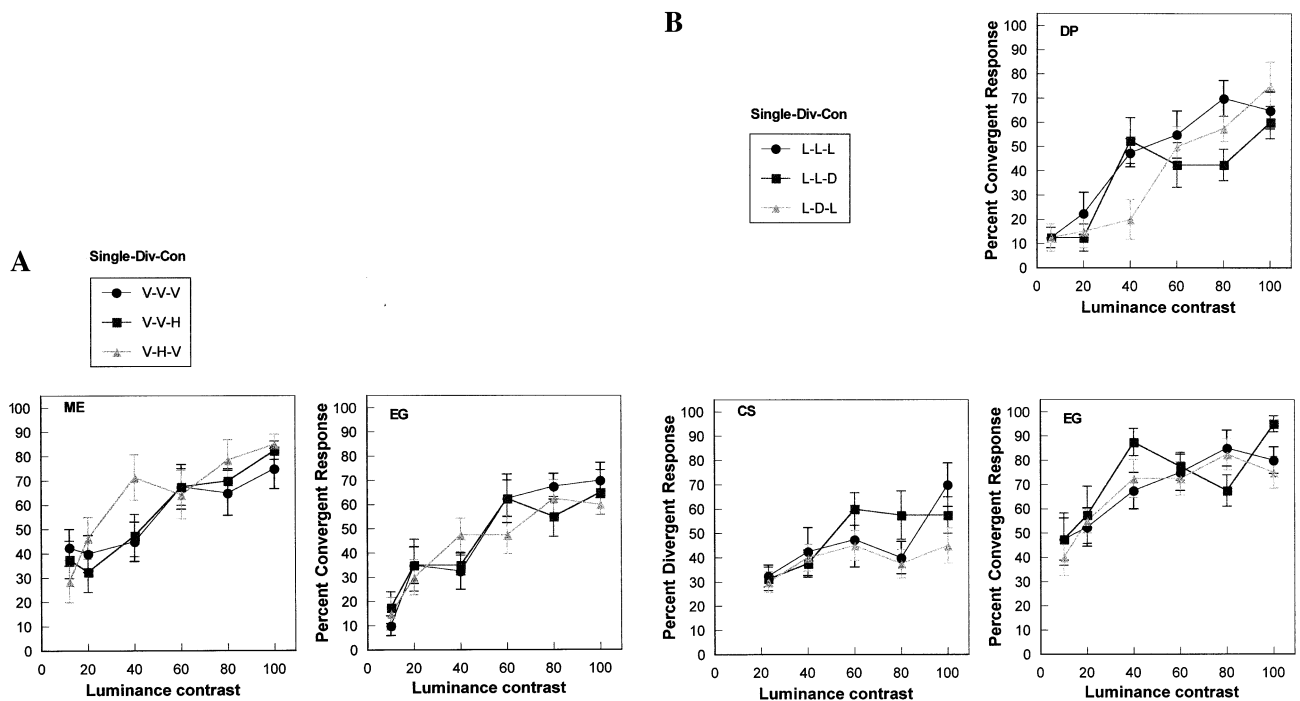 A
Single-Div-Con
V-V-V
V-V-H
V-H-V
ME
100
90
80
70
60
50
40
30
20
10
0
0 20 40 60 80 100
Luminance contrast
EG
Percent Convergent Response
100
90
80
70
60
50
40
30
20
10
0
0 20 40 60 80 100
Luminance contrast
B
Single-Div-Con
L-L-L
L-L-D
L-D-L
DP
Percent Convergent Response
100
90
80
70
60
50
40
30
20
10
0
0 20 40 60 80 100
Luminance contrast
CS
Percent Divergent Response
100
90
80
70
60
50
40
30
20
10
0
0 20 40 60 80 100
Luminance contrast
EG
Percent Convergent Response
100
90
80
70
60
50
40
30
20
10
0
0 20 40 60 80 100
Luminance contrast